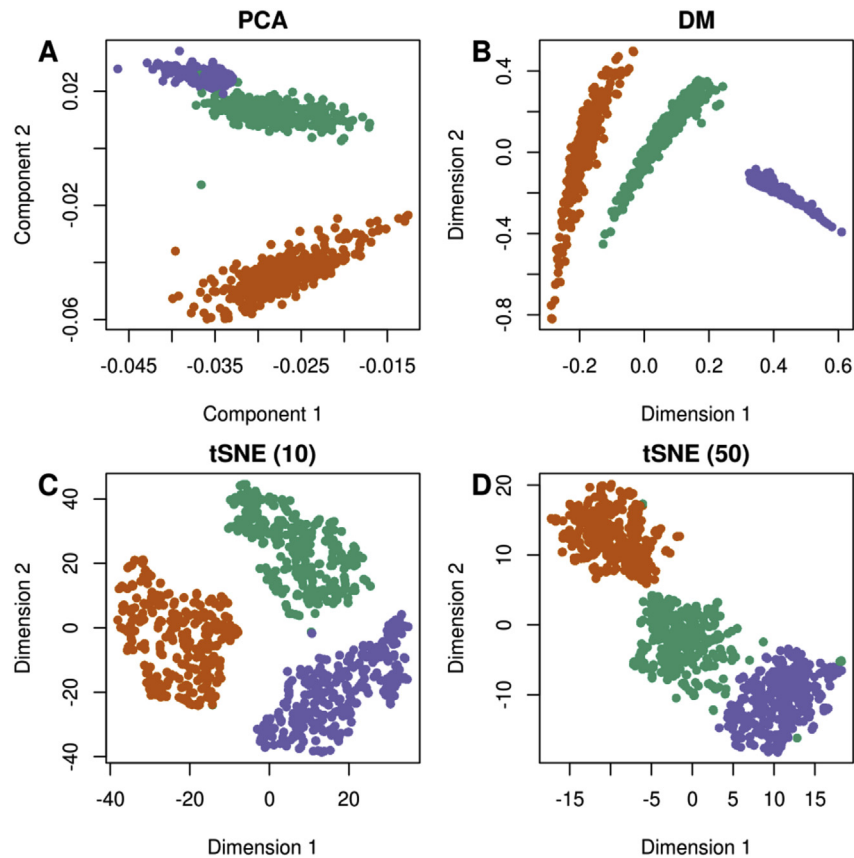 PCA
A
0.02
-0.02
-0.06
Component 2
-0.045 -0.035 -0.025 -0.015
Component 1
DM
B
0.4
0.0
-0.4
-0.8
Dimension 2
-0.2 0.0 0.2 0.4 0.6
Dimension 1
tSNE (10)
C
40
20
0
-20
-40
Dimension 2
-40 -20 0 20
Dimension 1
tSNE (50)
D
20
10
0
-10
Dimension 2
-15 -5 0 5 10 15
Dimension 1